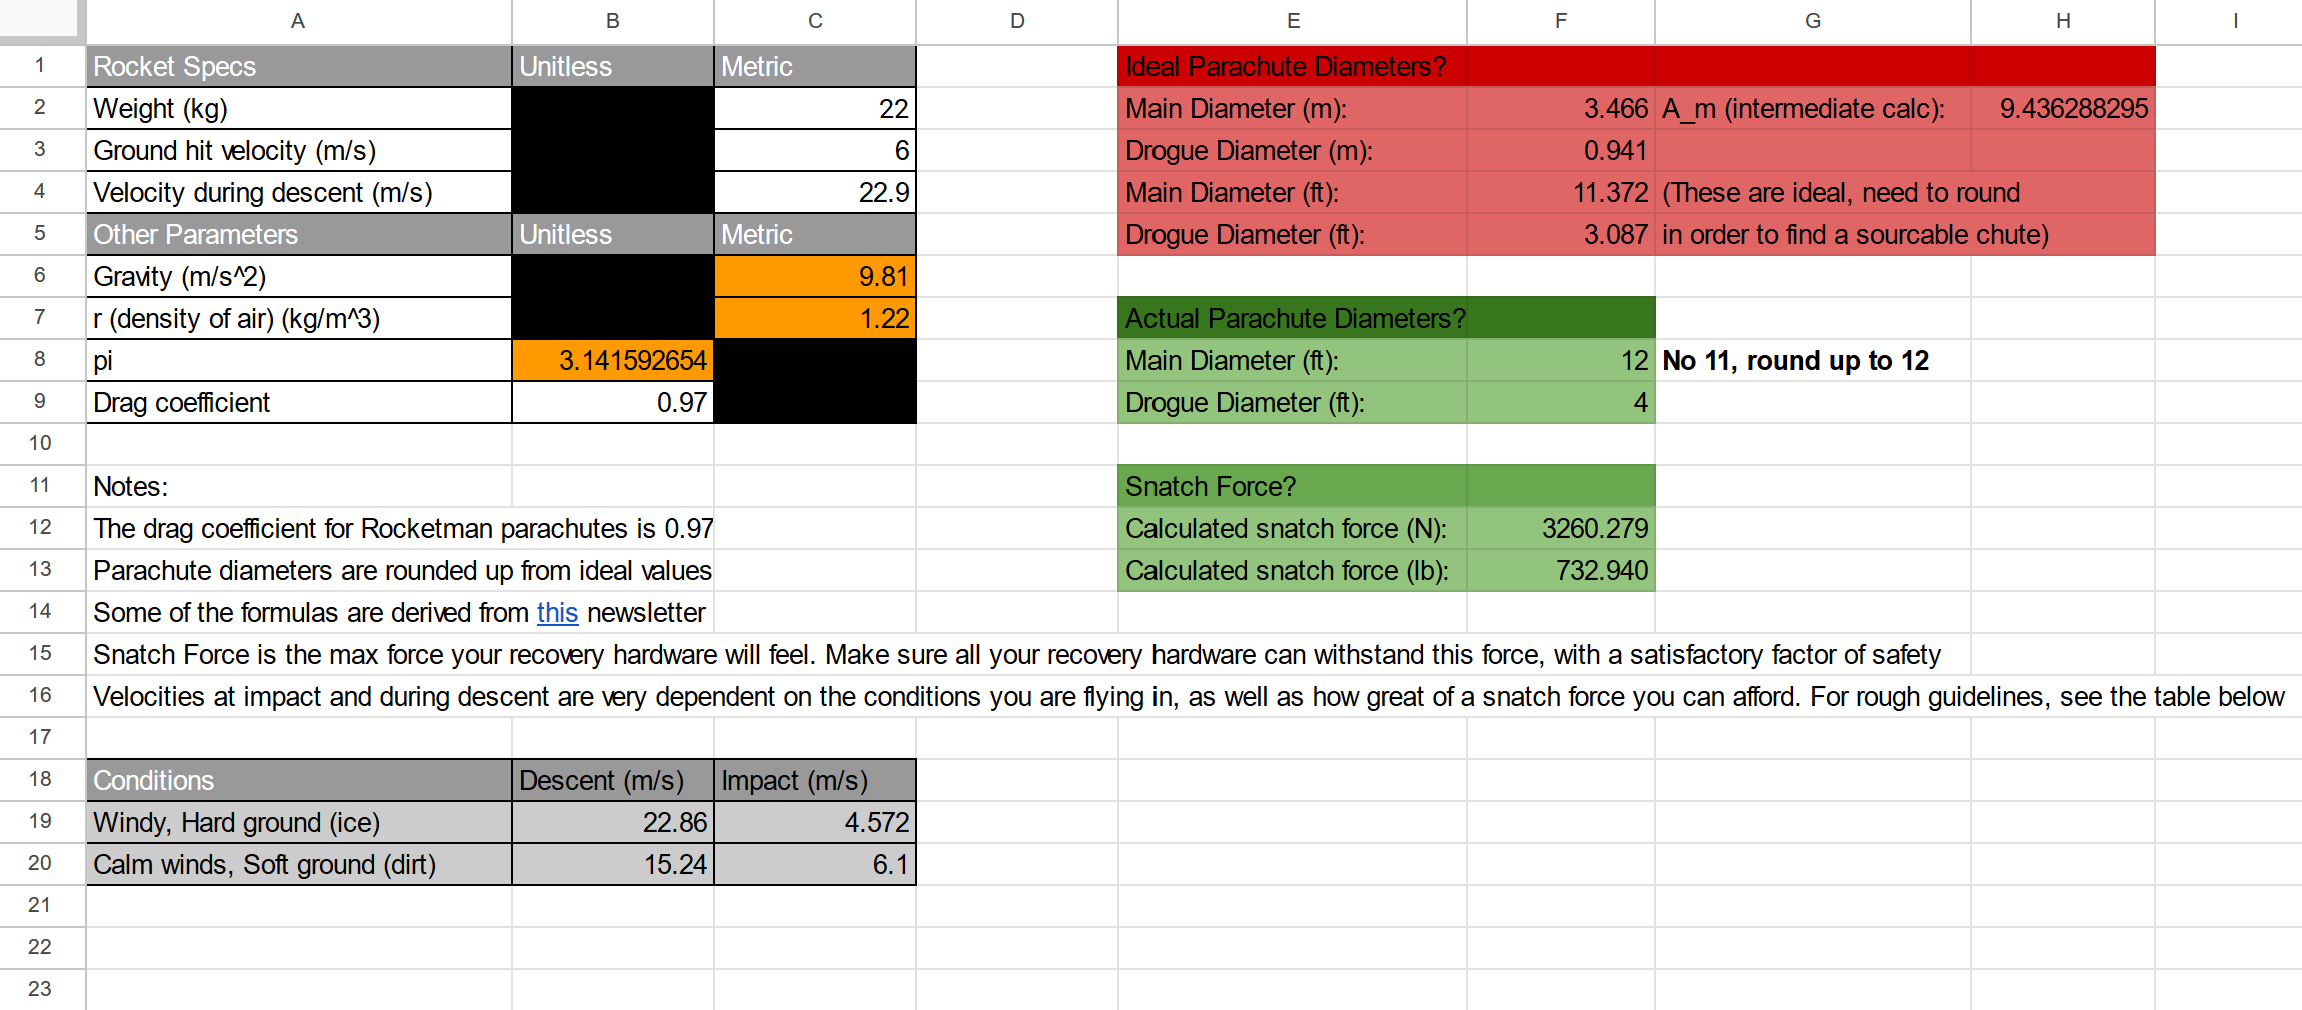 A B C D E F G H I
1 Rocket Specs Unitless Metric Ideal Parachute Diameters?
2 Weight (kg) 22 Main Diameter (m): 3.466 A_m (intermediate calc): 9.436288295
3 Ground hit velocity (m/s) 6 Drogue Diameter (m): 0.941
4 Velocity during descent (m/s) 22.9 Main Diameter (ft): 11.372 (These are ideal, need to round
5 Other Parameters Unitless Metric Drogue Diameter (ft): 3.087 in order to find a sourcable chute)
6 Gravity (m/s^2) 9.81
7 r (density of air) (kg/m^3) 1.22 Actual Parachute Diameters?
8 pi 3.141592654 Main Diameter (ft): 12 No 11, round up to 12
9 Drag coefficient 0.97 Drogue Diameter (ft): 4
10
11 Notes: Snatch Force?
12 The drag coefficient for Rocketman parachutes is 0.97 Calculated snatch force (N): 3260.279
13 Parachute diameters are rounded up from ideal values Calculated snatch force (lb): 732.940
14 Some of the formulas are derived from this newsletter
15 Snatch Force is the max force your recovery hardware will feel. Make sure all your recovery hardware can withstand this force, with a satisfactory factor of safety
16 Velocities at impact and during descent are very dependent on the conditions you are flying in, as well as how great of a snatch force you can afford. For rough guidelines, see the table below
17
18 Conditions Descent (m/s) Impact (m/s)
19 Windy, Hard ground (ice) 22.86 4.572
20 Calm winds, Soft ground (dirt) 15.24 6.1
21
22
23